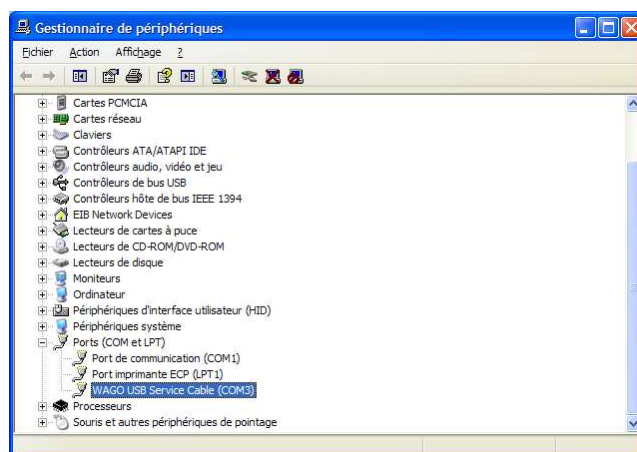 Gestionnaire de périphériques
Fichier Action Affichage ?
Cartes PCMCIA
Cartes réseau
Claviers
Contrôleurs ATA/ATAPI IDE
Contrôleurs audio, vidéo et jeu
Contrôleurs de bus USB
Contrôleurs hôte de bus IEEE 1394
EIB Network Devices
Lecteurs de cartes à puce
Lecteurs de CD-ROM/DVD-ROM
Lecteurs de disque
Moniteurs
Ordinateur
Périphériques d'interface utilisateur (HID)
Périphériques système
Ports (COM et LPT)
Port de communication (COM1)
Port imprimante ECP (LPT1)
WAGO USB Service Cable (COM3)
Processeurs
Souris et autres périphériques de pointage